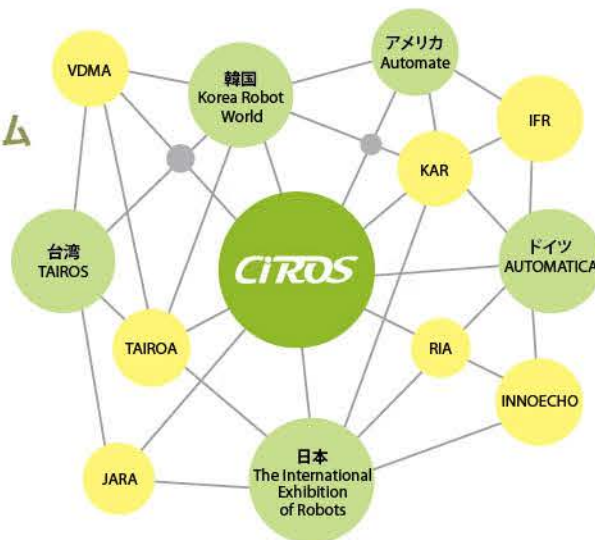 VDMA
韓国
Korea Robot
World
アメリカ
Automate
IFR
ム
KAR
台湾
TAIROS
CiROS
ドイツ
AUTOMATICA
TAIROA
RIA
INNOECHO
JARA
日本
The International
Exhibition
of Robots